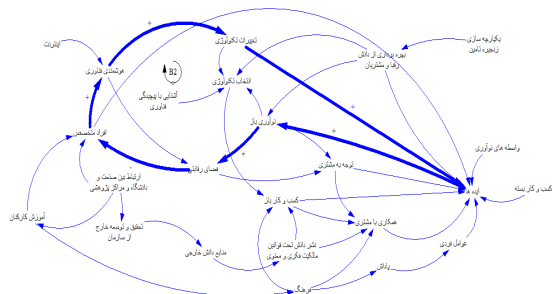 اینترنت
تغییرات تکنولوژی
یکپارچه سازی
زنجیره تامین
بهره برداری از دانش
رقبا و مشتریان
هوشمندی فناوری
B2
انتخاب تکنولوژی
آشنایی با پیچیدگی
فناوری
نوآوری باز
افراد متخصص
واسطه های نوآوری
فضای رقابتی
توجه به مشتری
ارتباط بین صنعت و
دانشگاه و مراکز پژوهشی
ایده ها
کسب و کار بسته
کسب و کار باز
آموزش کارکنان
تحقیق و توسعه خارج
از سازمان
همکاری با مشتری
عوامل فردی
نشر دانش تحت قوانین
مالکیت فکری و معنوی
منابع دانش خارجی
پاداش
فرهنگ
+
+
+
+
+
+